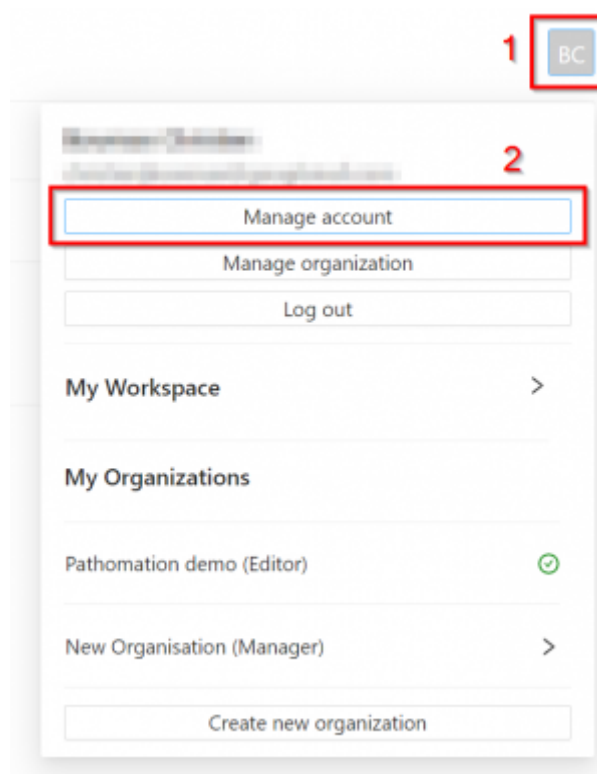 1
BC
2
Manage account
Manage organization
Log out
My Workspace
My Organizations
Pathomation demo (Editor)
New Organisation (Manager)
Create new organization